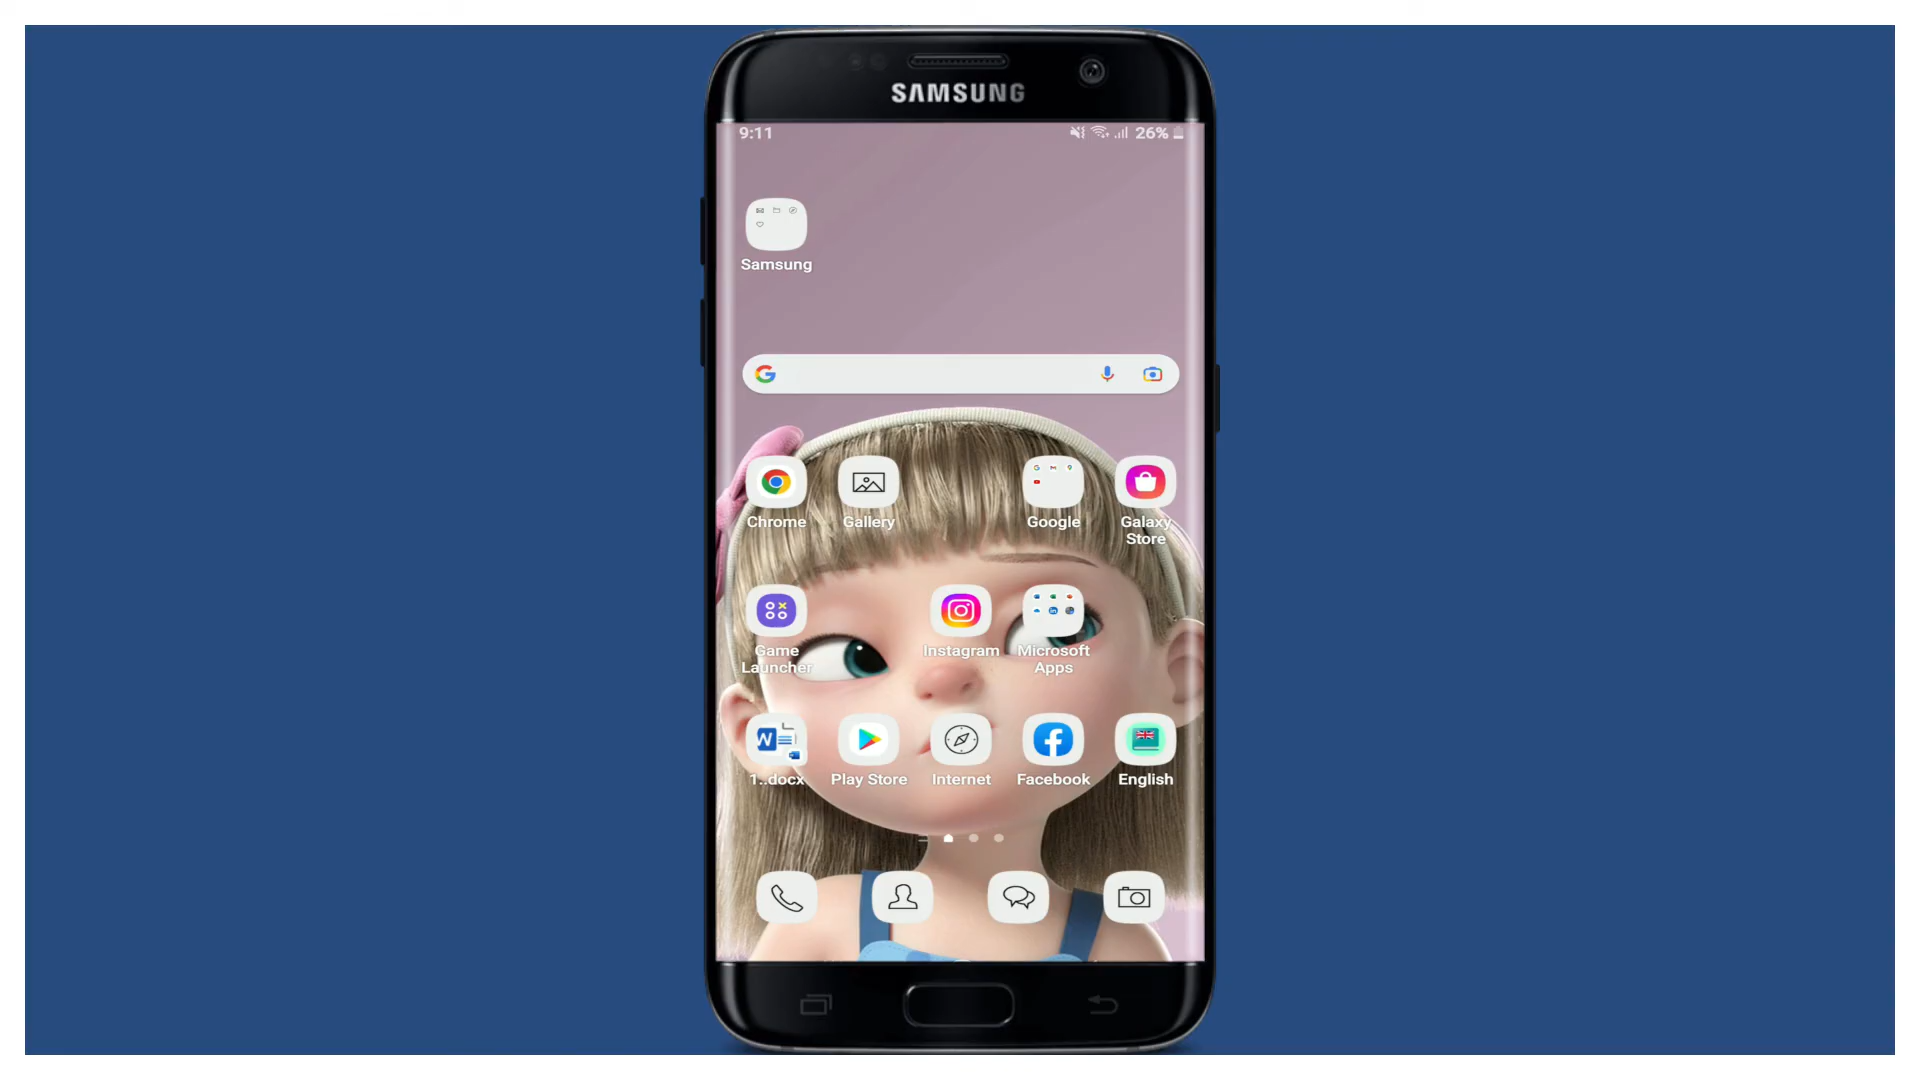 SAMSUNG
9:11
26%
Samsung
Chrome
Gallery
Google
Galaxy
Store
Game
Launcher
Instagram
Microsoft
Apps
1..docx
Play Store
Internet
Facebook
English